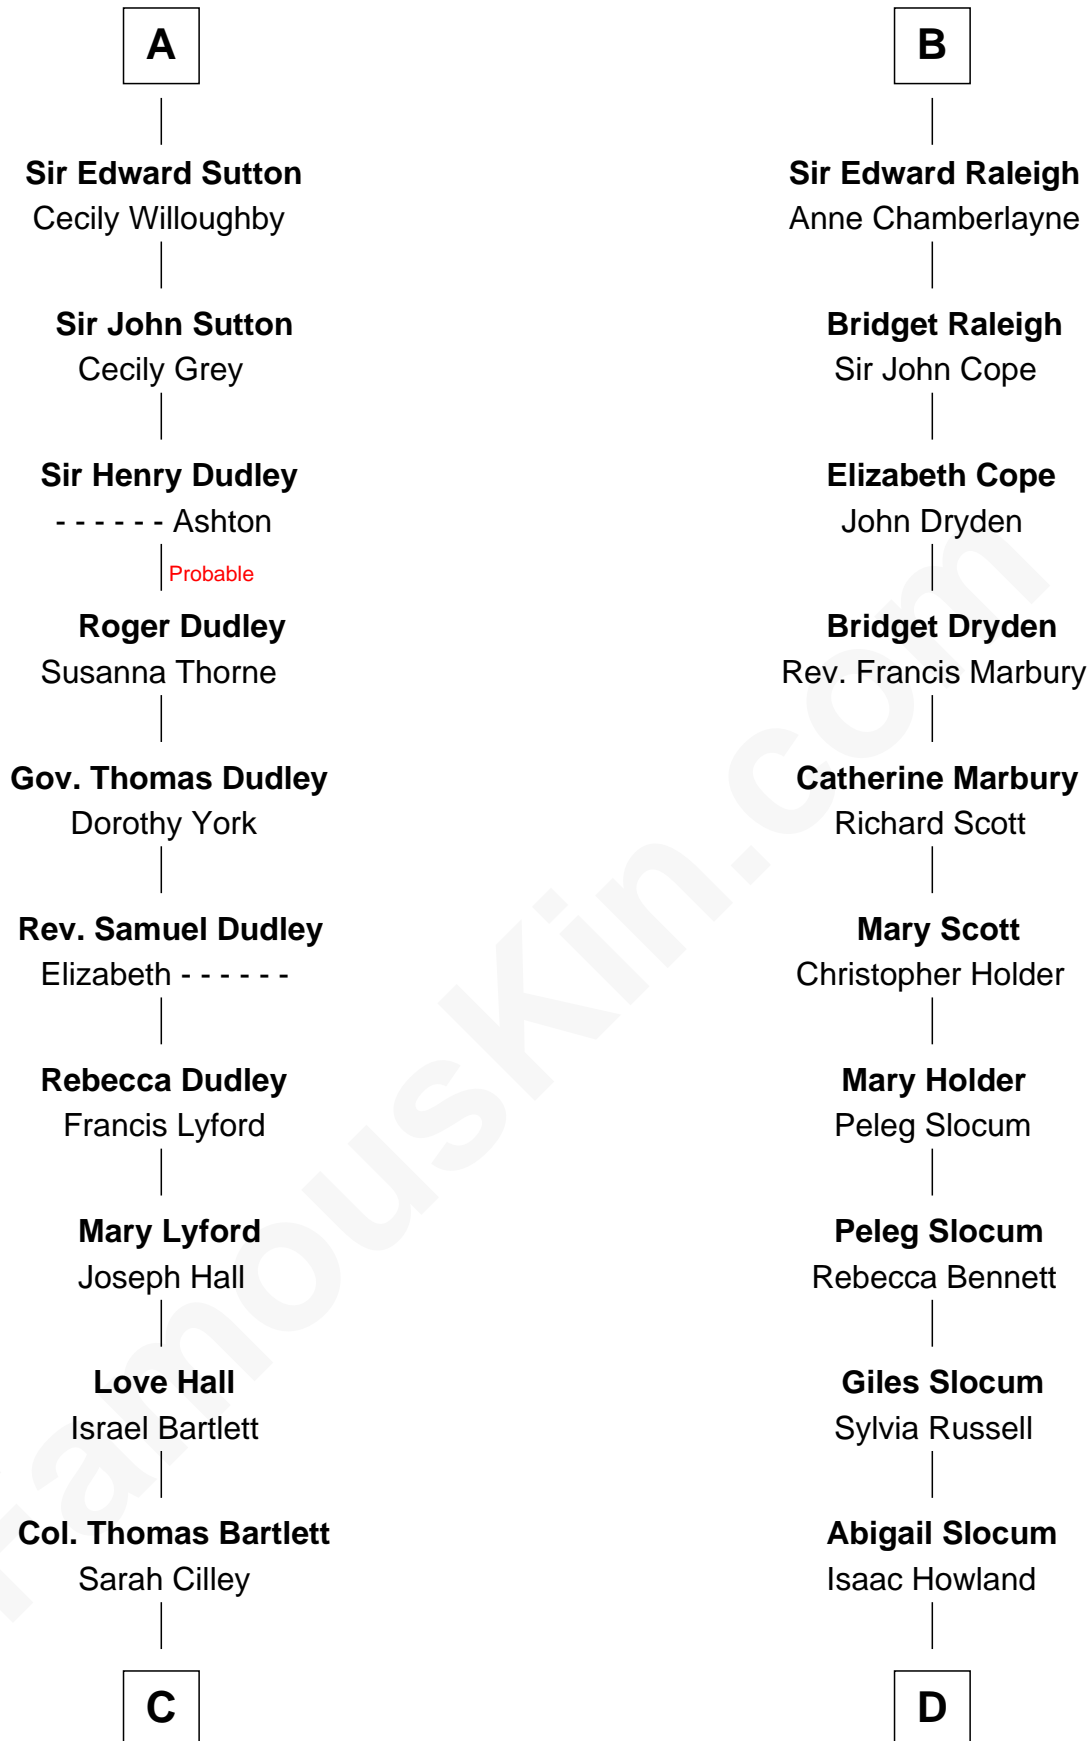 A
Sir Edward Sutton
Cecily Willoughby
Sir John Sutton
Cecily Grey
Sir Henry Dudley
- - - - - - Ashton
Probable
Roger Dudley
Susanna Thorne
Gov. Thomas Dudley
Dorothy York
Rev. Samuel Dudley
Elizabeth - - - - - -
Rebecca Dudley
Francis Lyford
Mary Lyford
Joseph Hall
Love Hall
Israel Bartlett
Col. Thomas Bartlett
Sarah Cilley
C
B
Sir Edward Raleigh
Anne Chamberlayne
Bridget Raleigh
Sir John Cope
Elizabeth Cope
John Dryden
Bridget Dryden
Rev. Francis Marbury
Catherine Marbury
Richard Scott
Mary Scott
Christopher Holder
Mary Holder
Peleg Slocum
Peleg Slocum
Rebecca Bennett
Giles Slocum
Sylvia Russell
Abigail Slocum
Isaac Howland
D
FamousKin.com